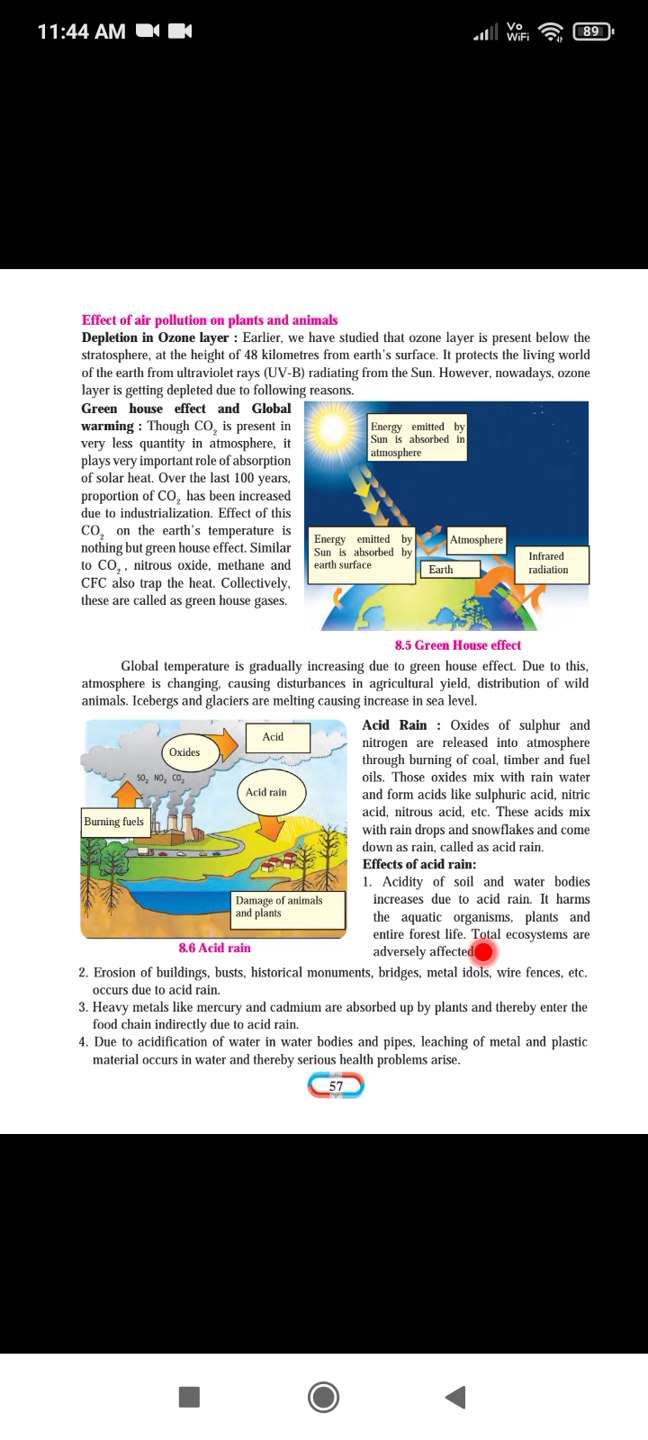 11:44 AM
Vo
WiFi
89
Effect of air pollution on plants and animals
Depletion in Ozone layer : Earlier, we have studied that ozone layer is present below the
stratosphere, at the height of 48 kilometres from earth's surface. It protects the living world
of the earth from ultraviolet rays (UV-B) radiating from the Sun. However, nowadays, ozone
layer is getting depleted due to following reasons.
Green house effect and Global
warming : Though CO₂ is present in
very less quantity in atmosphere, it
plays very important role of absorption
of solar heat. Over the last 100 years,
proportion of CO₂ has been increased
due to industrialization. Effect of this
CO₂ on the earth's temperature is
nothing but green house effect. Similar
to CO₂, nitrous oxide, methane and
CFC also trap the heat. Collectively,
these are called as green house gases.
Energy emitted by
Sun is absorbed in
atmosphere
Energy emitted by
Sun is absorbed by
earth surface
Atmosphere
Earth
Infrared
radiation
8.5 Green House effect
Global temperature is gradually increasing due to green house effect. Due to this,
atmosphere is changing, causing disturbances in agricultural yield, distribution of wild
animals. Icebergs and glaciers are melting causing increase in sea level.
Oxides
Acid
SO₂ NO₂ CO₂
Acid rain
Burning fuels
Damage of animals
and plants
8.6 Acid rain
Acid Rain : Oxides of sulphur and
nitrogen are released into atmosphere
through burning of coal, timber and fuel
oils. Those oxides mix with rain water
and form acids like sulphuric acid, nitric
acid, nitrous acid, etc. These acids mix
with rain drops and snowflakes and come
down as rain, called as acid rain.
Effects of acid rain:
1. Acidity of soil and water bodies
increases due to acid rain. It harms
the aquatic organisms, plants and
entire forest life. Total ecosystems are
adversely affected
2. Erosion of buildings, busts, historical monuments, bridges, metal idols, wire fences, etc.
occurs due to acid rain.
3. Heavy metals like mercury and cadmium are absorbed up by plants and thereby enter the
food chain indirectly due to acid rain.
4. Due to acidification of water in water bodies and pipes, leaching of metal and plastic
material occurs in water and thereby serious health problems arise.
57